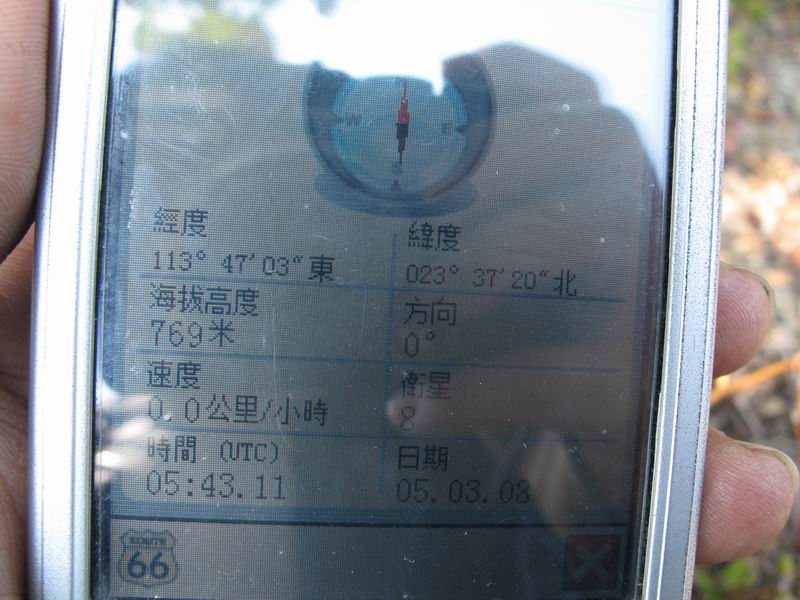 W E
經度
113° 47'03"東
緯度
023° 37'20"北
海拔高度
769米
方向
0°
速度
0.0公里/小時
衛星
8
時間 (UTC)
05:43.11
日期
05.03.08
ROUTE
66